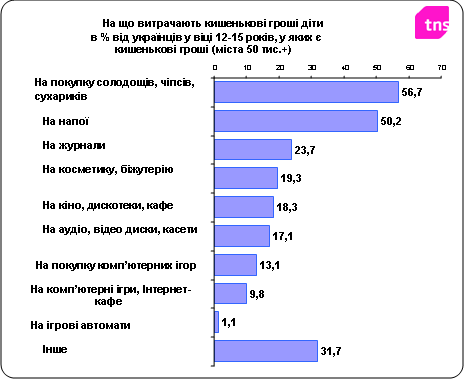 На що витрачають кишенькові гроші діти
в % від українців у віці 12-15 років, у яких є
кишенькові гроші (міста 50 тис.+)
tns
0 10 20 30 40 50 60 70
На покупку солодощів, чіпсів,
сухариків
56,7
На напої
50,2
На журнали
23,7
На косметику, біжутерію
19,3
На кіно, дискотеки, кафе
18,3
На аудіо, відео диски, касети
17,1
На покупку комп’ютерних ігор
13,1
На комп’ютерні ігри, Інтернет-
кафе
9,8
На ігрові автомати
1,1
Інше
31,7